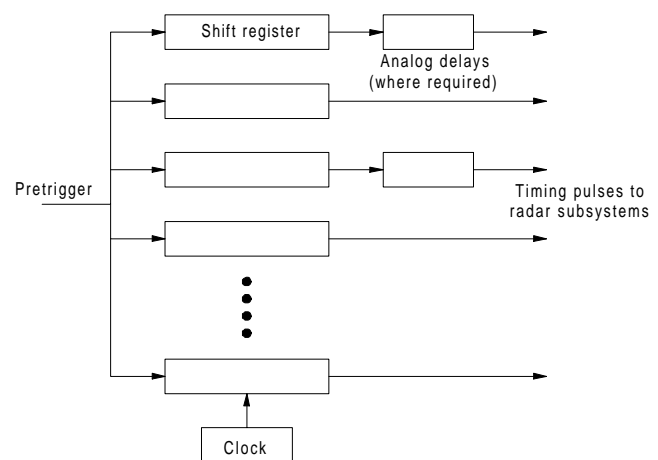 Shift register
Analog delays
(where required)
Pretrigger
Timing pulses to
radar subsystems
Clock